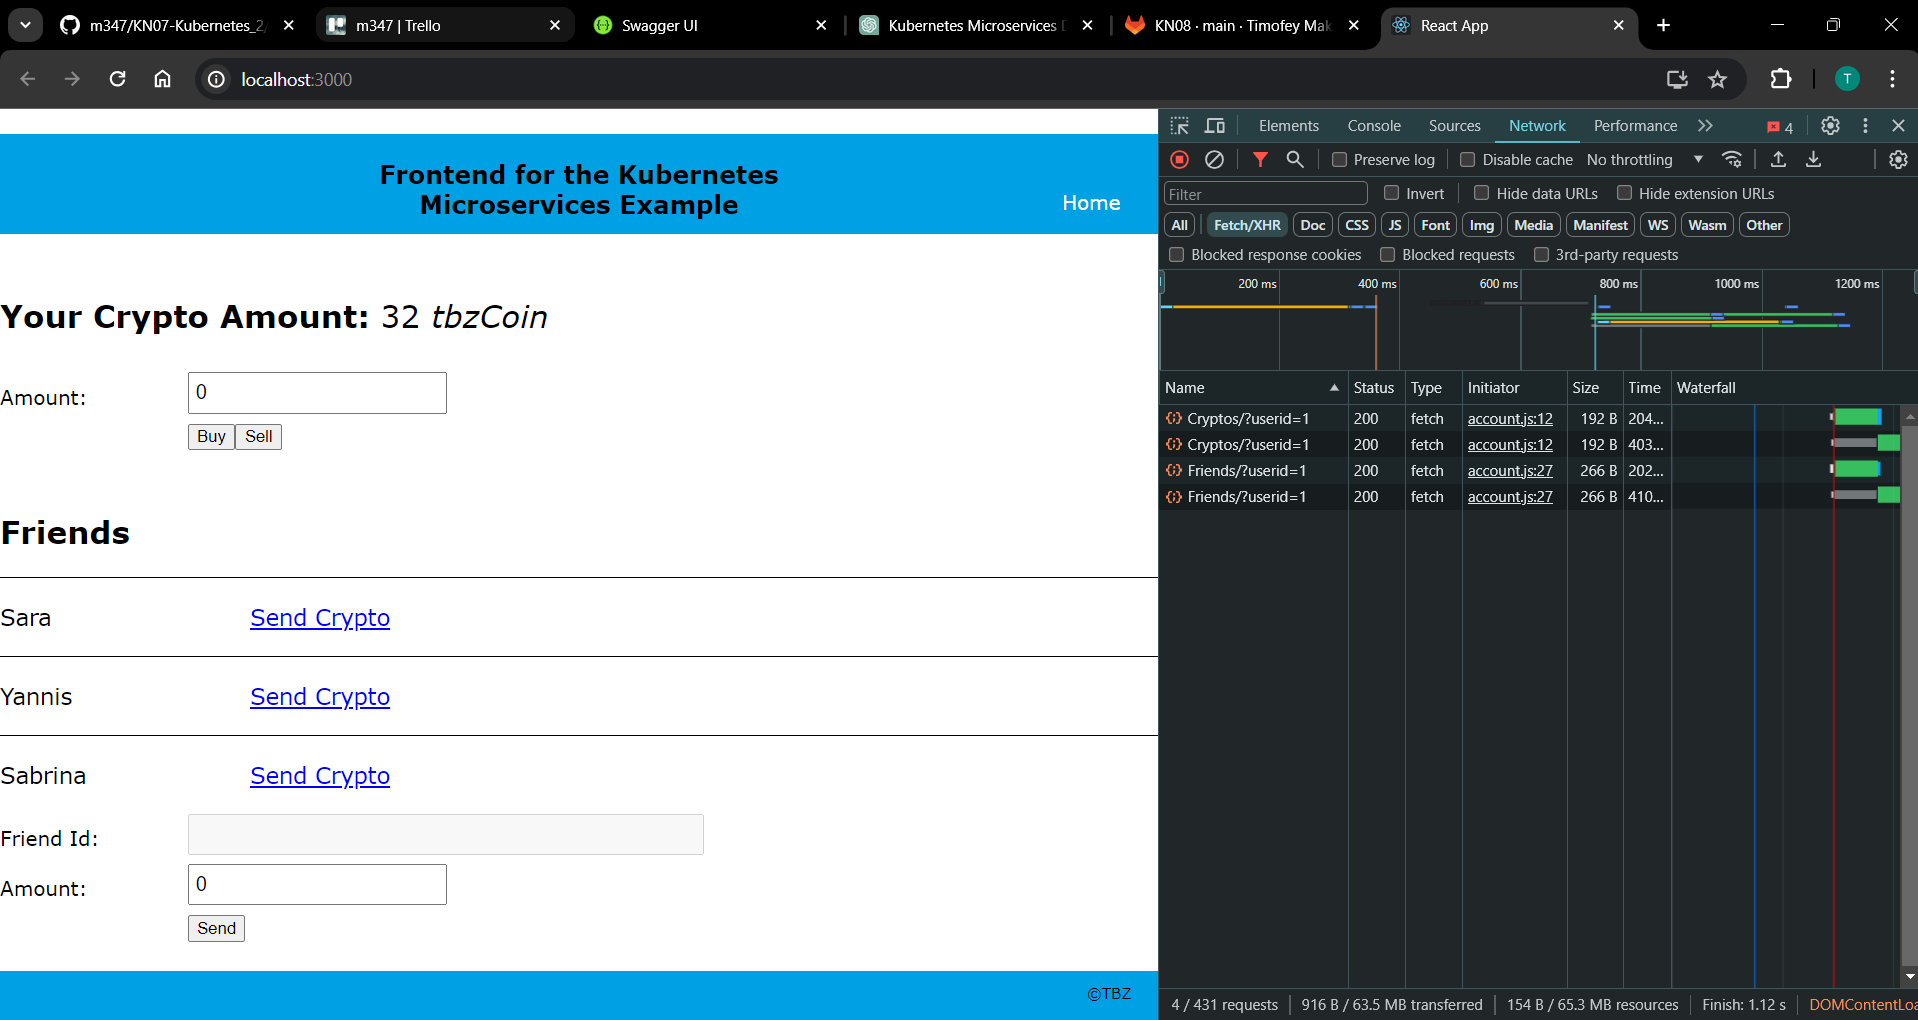 m347/KN07-Kubernetes_2
m347 | Trello
Swagger UI
Kubernetes Microservices
KN08 · main · Timofey Mak
React App
localhost:3000
T
Frontend for the Kubernetes
Microservices Example
Home
Your Crypto Amount: 32 tbzCoin
Amount:
0
Buy
Sell
Friends
Sara
Send Crypto
Yannis
Send Crypto
Sabrina
Send Crypto
Friend Id:
Amount:
0
Send
©TBZ
Elements
Console
Sources
Network
Performance
4
Preserve log
Disable cache
No throttling
Filter
Invert
Hide data URLs
Hide extension URLs
All
Fetch/XHR
Doc
CSS
JS
Font
Img
Media
Manifest
WS
Wasm
Other
Blocked response cookies
Blocked requests
3rd-party requests
200 ms
400 ms
600 ms
800 ms
1000 ms
1200 ms
Name Status Type Initiator Size Time Waterfall
Cryptos/?userid=1 200 fetch account.js:12 192 B 204...
Cryptos/?userid=1 200 fetch account.js:12 192 B 403...
Friends/?userid=1 200 fetch account.js:27 266 B 202...
Friends/?userid=1 200 fetch account.js:27 266 B 410...
4 / 431 requests
916 B / 63.5 MB transferred
154 B / 65.3 MB resources
Finish: 1.12 s
DOMContentLoa